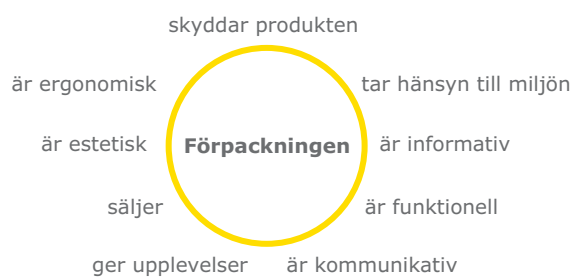 skyddar produkten
är ergonomisk
tar hänsyn till miljön
är estetisk
Förpackningen
är informativ
säljer
är funktionell
ger upplevelser
är kommunikativ